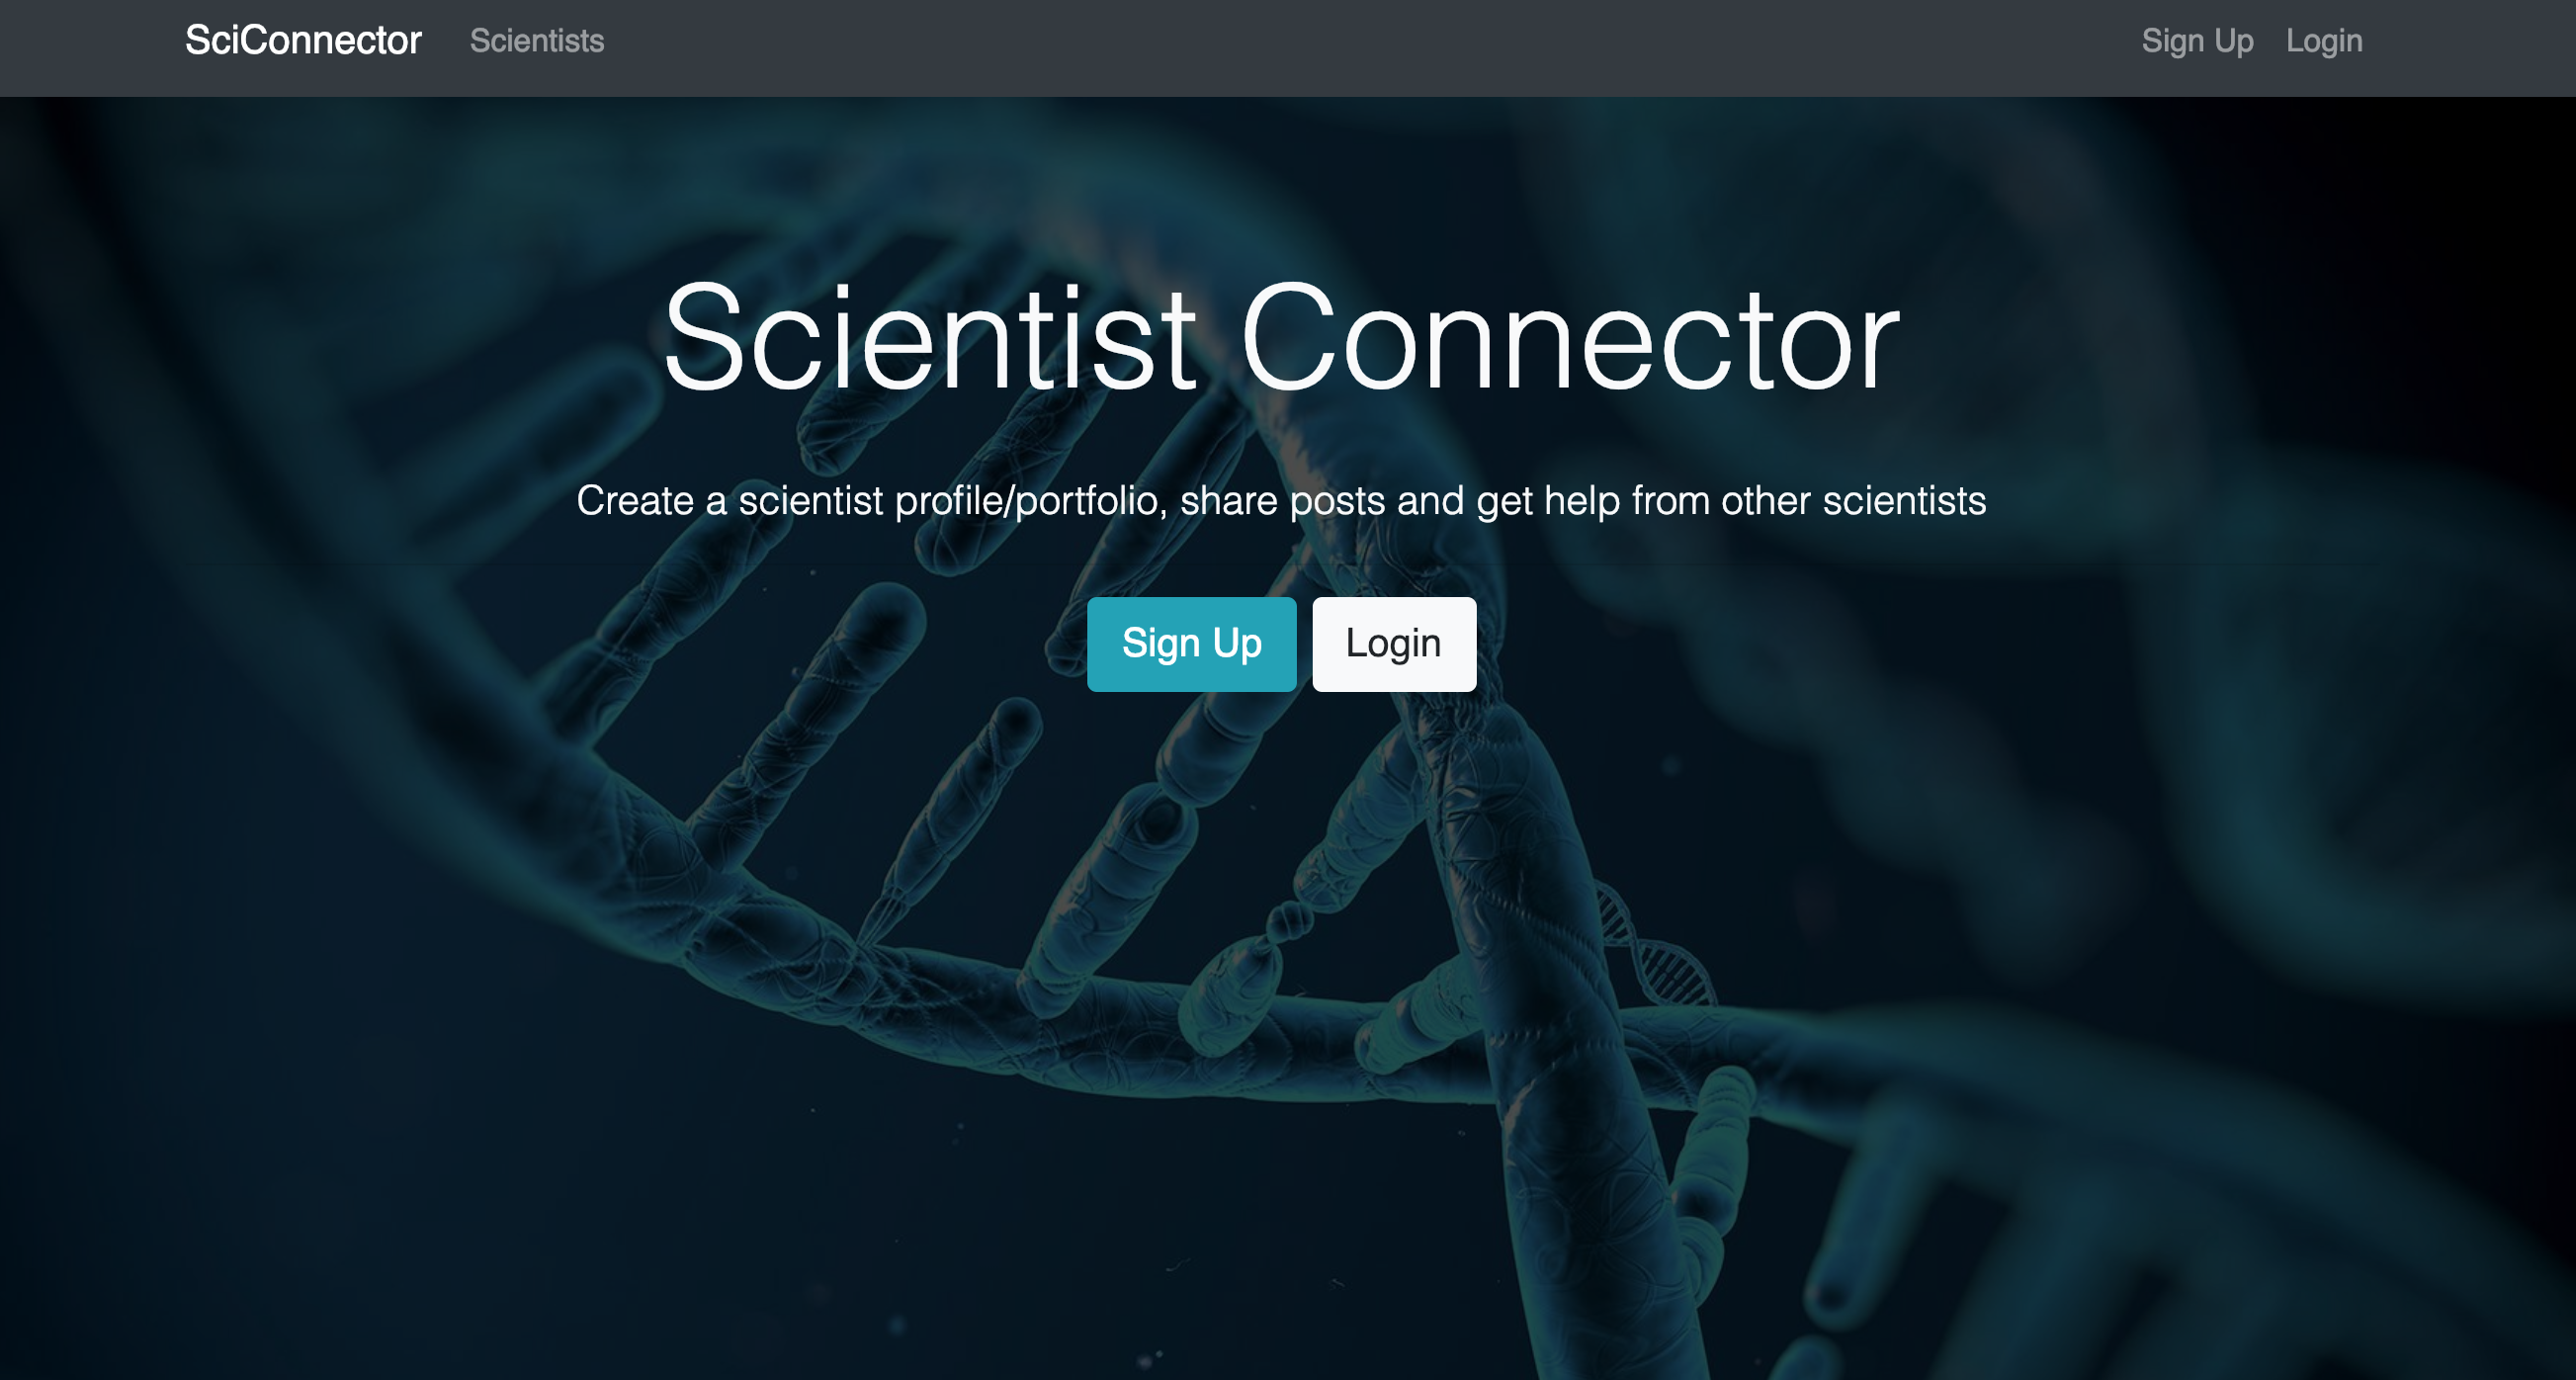 SciConnector Scientists Sign Up Login
Scientist Connector
Create a scientist profile/portfolio, share posts and get help from other scientists
Sign Up Login